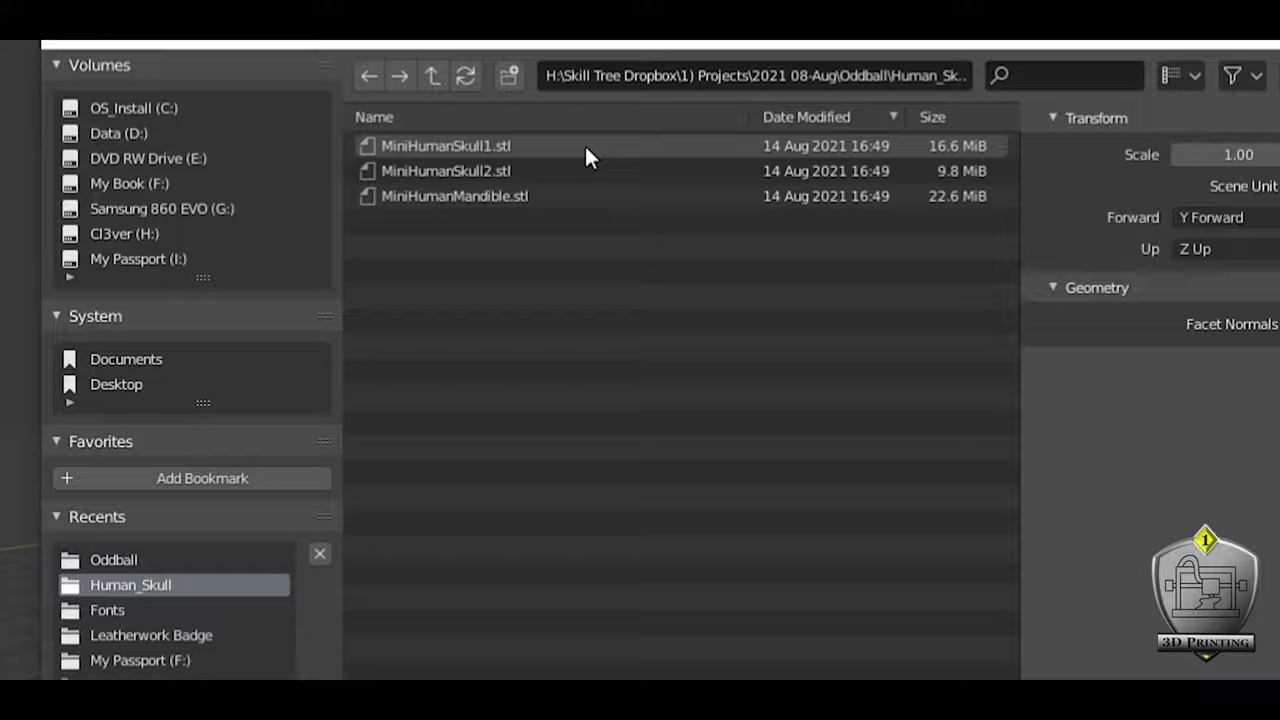 Volumes
OS_Install (C:)
Data (D:)
DVD RW Drive (E:)
My Book (F:)
Samsung 860 EVO (G:)
Cl3ver (H:)
My Passport (I:)
System
Documents
Desktop
Favorites
Add Bookmark
Recents
Oddball
Human_Skull
Fonts
Leatherwork Badge
My Passport (F:)
H:\Skill Tree Dropbox\1) Projects\2021 08-Aug\Oddball\Human_Sk..
Name Date Modified Size
MiniHumanSkull1.stl 14 Aug 2021 16:49 16.6 MiB
MiniHumanSkull2.stl 14 Aug 2021 16:49 9.8 MiB
MiniHumanMandible.stl 14 Aug 2021 16:49 22.6 MiB
Transform
Scale 1.00
Scene Unit
Forward Y Forward
Up Z Up
Geometry
Facet Normals
1
3D PRINTING